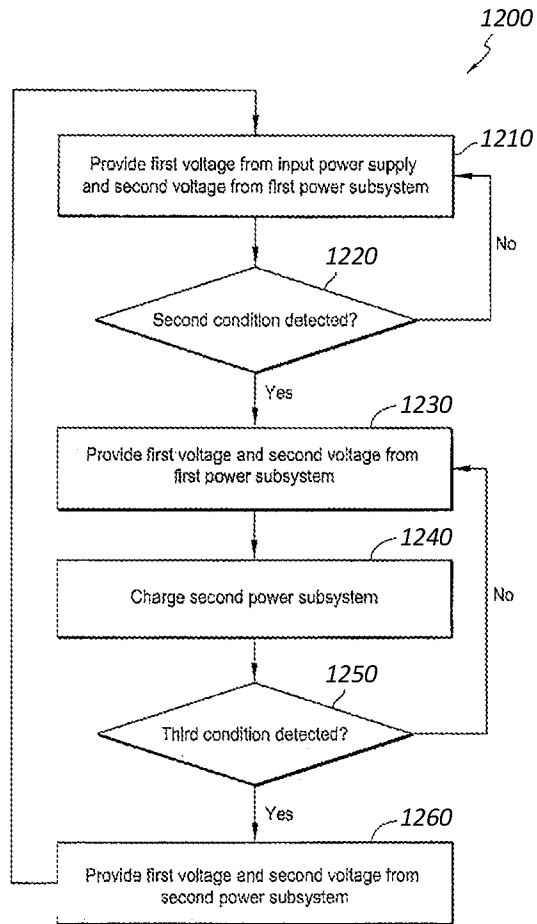 1200
1210
Provide first voltage from input power supply
and second voltage from first power subsystem
No
1220
Second condition detected?
Yes
1230
Provide first voltage and second voltage from
first power subsystem
1240
Charge second power subsystem
No
1250
Third condition detected?
Yes
1260
Provide first voltage and second voltage from
second power subsystem